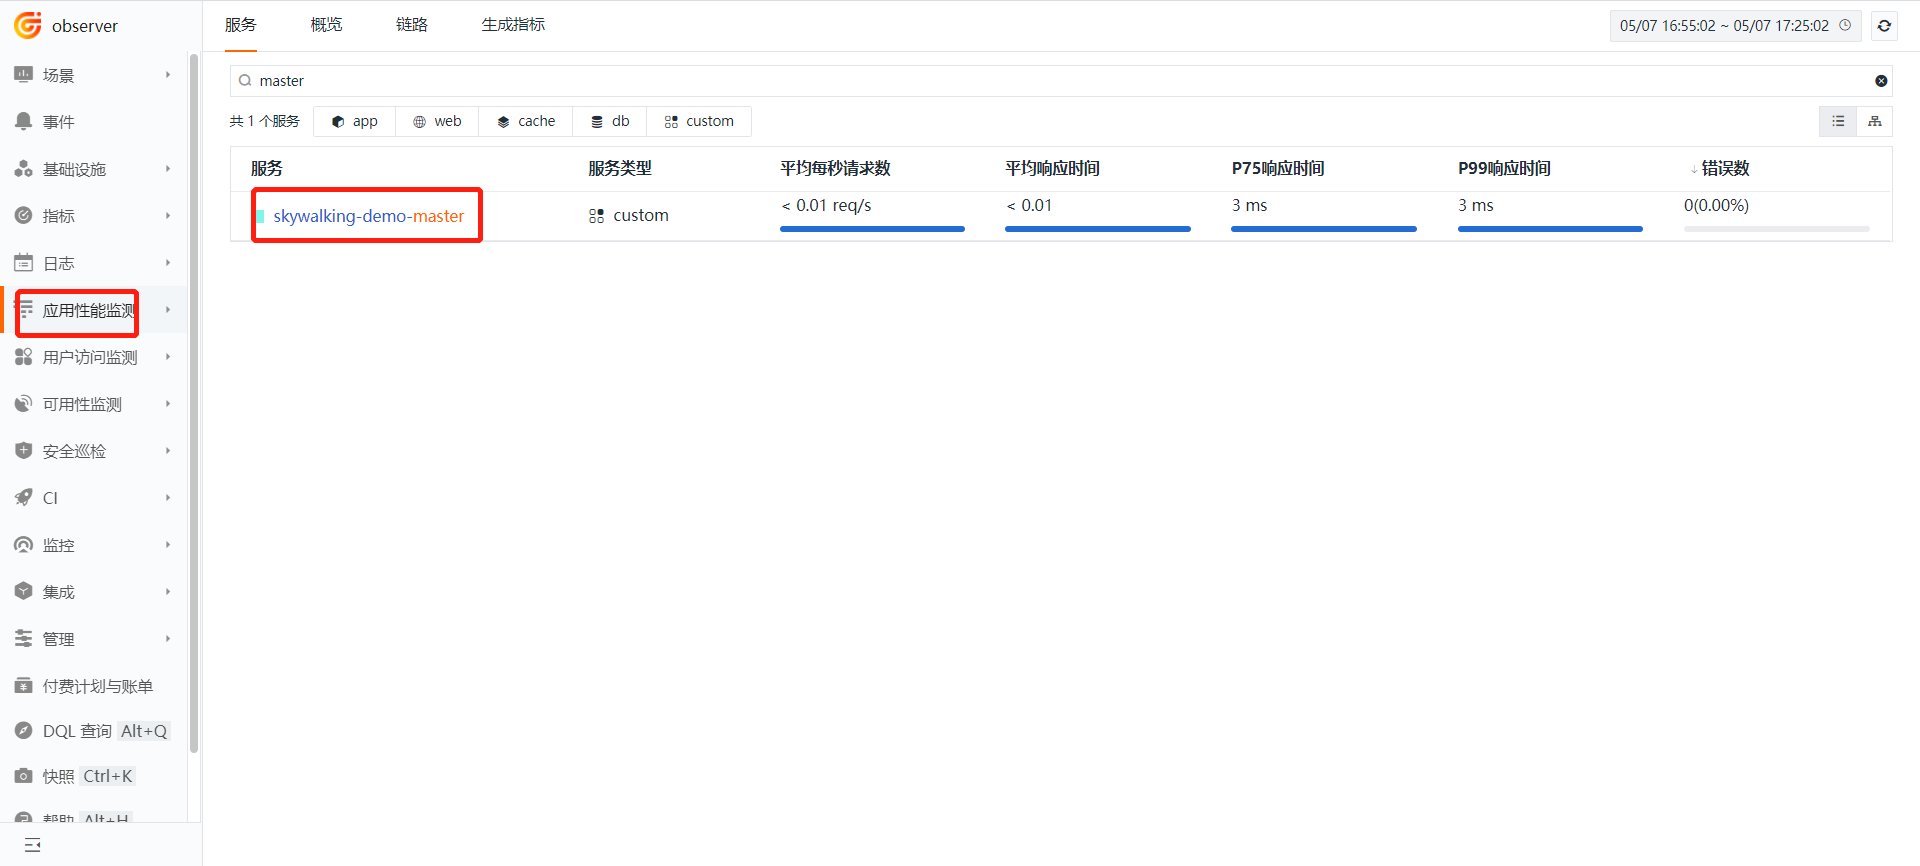 observer
场景
事件
基础设施
指标
日志
应用性能监测
用户访问监测
可用性监测
安全巡检
CI
监控
集成
管理
付费计划与账单
DQL 查询 Alt+Q
快照 Ctrl+K
帮助 Alt+H
服务 概览 链路 生成指标
05/07 16:55:02 ~ 05/07 17:25:02
master
共 1 个服务 app web cache db custom
服务 服务类型 平均每秒请求数 平均响应时间 P75响应时间 P99响应时间 ↓错误数
skywalking-demo-master custom < 0.01 req/s < 0.01 3 ms 3 ms 0(0.00%)